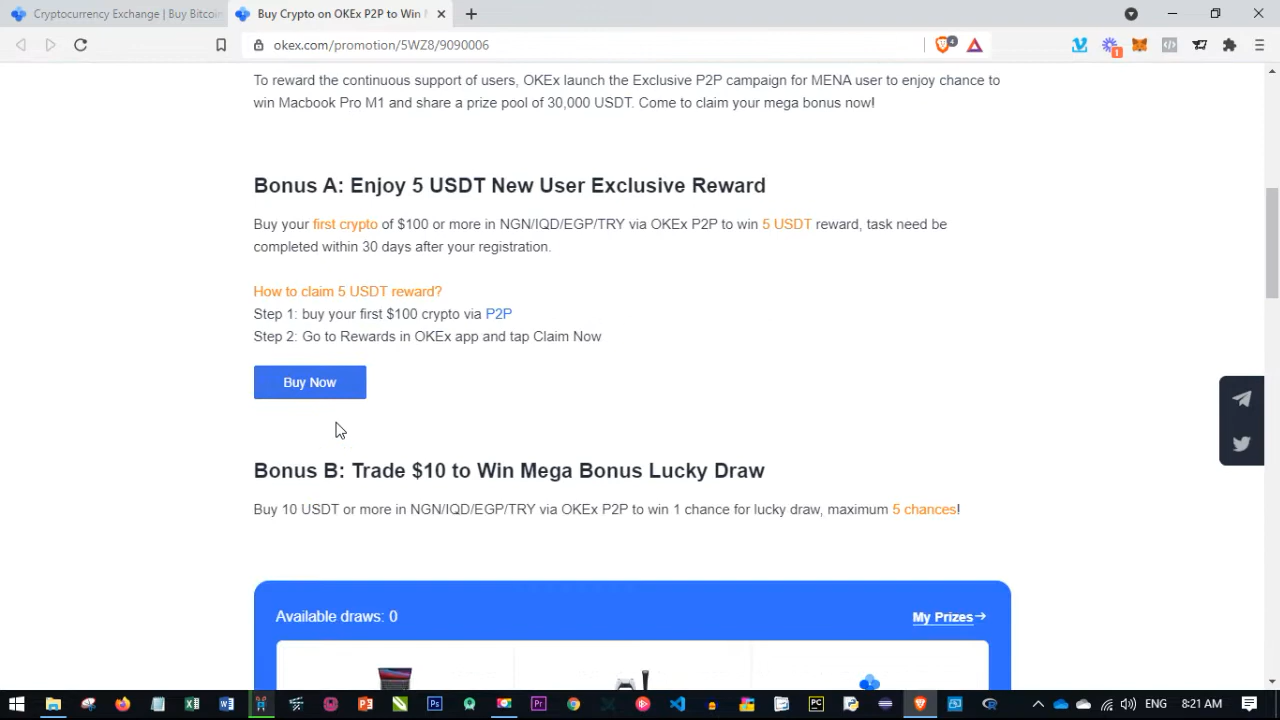 Cryptocurrency Exchange | Buy Bitcoin
Buy Crypto on OKEx P2P to Win
okex.com/promotion/5WZ8/9090006
4
1
To reward the continuous support of users, OKEx launch the Exclusive P2P campaign for MENA user to enjoy chance to
win Macbook Pro M1 and share a prize pool of 30,000 USDT. Come to claim your mega bonus now!
Bonus A: Enjoy 5 USDT New User Exclusive Reward
Buy your first crypto of $100 or more in NGN/IQD/EGP/TRY via OKEx P2P to win 5 USDT reward, task need be
completed within 30 days after your registration.
How to claim 5 USDT reward?
Step 1: buy your first $100 crypto via P2P
Step 2: Go to Rewards in OKEx app and tap Claim Now
Buy Now
Bonus B: Trade $10 to Win Mega Bonus Lucky Draw
Buy 10 USDT or more in NGN/IQD/EGP/TRY via OKEx P2P to win 1 chance for lucky draw, maximum 5 chances!
Available draws: 0
My Prizes→
ENG
8:21 AM